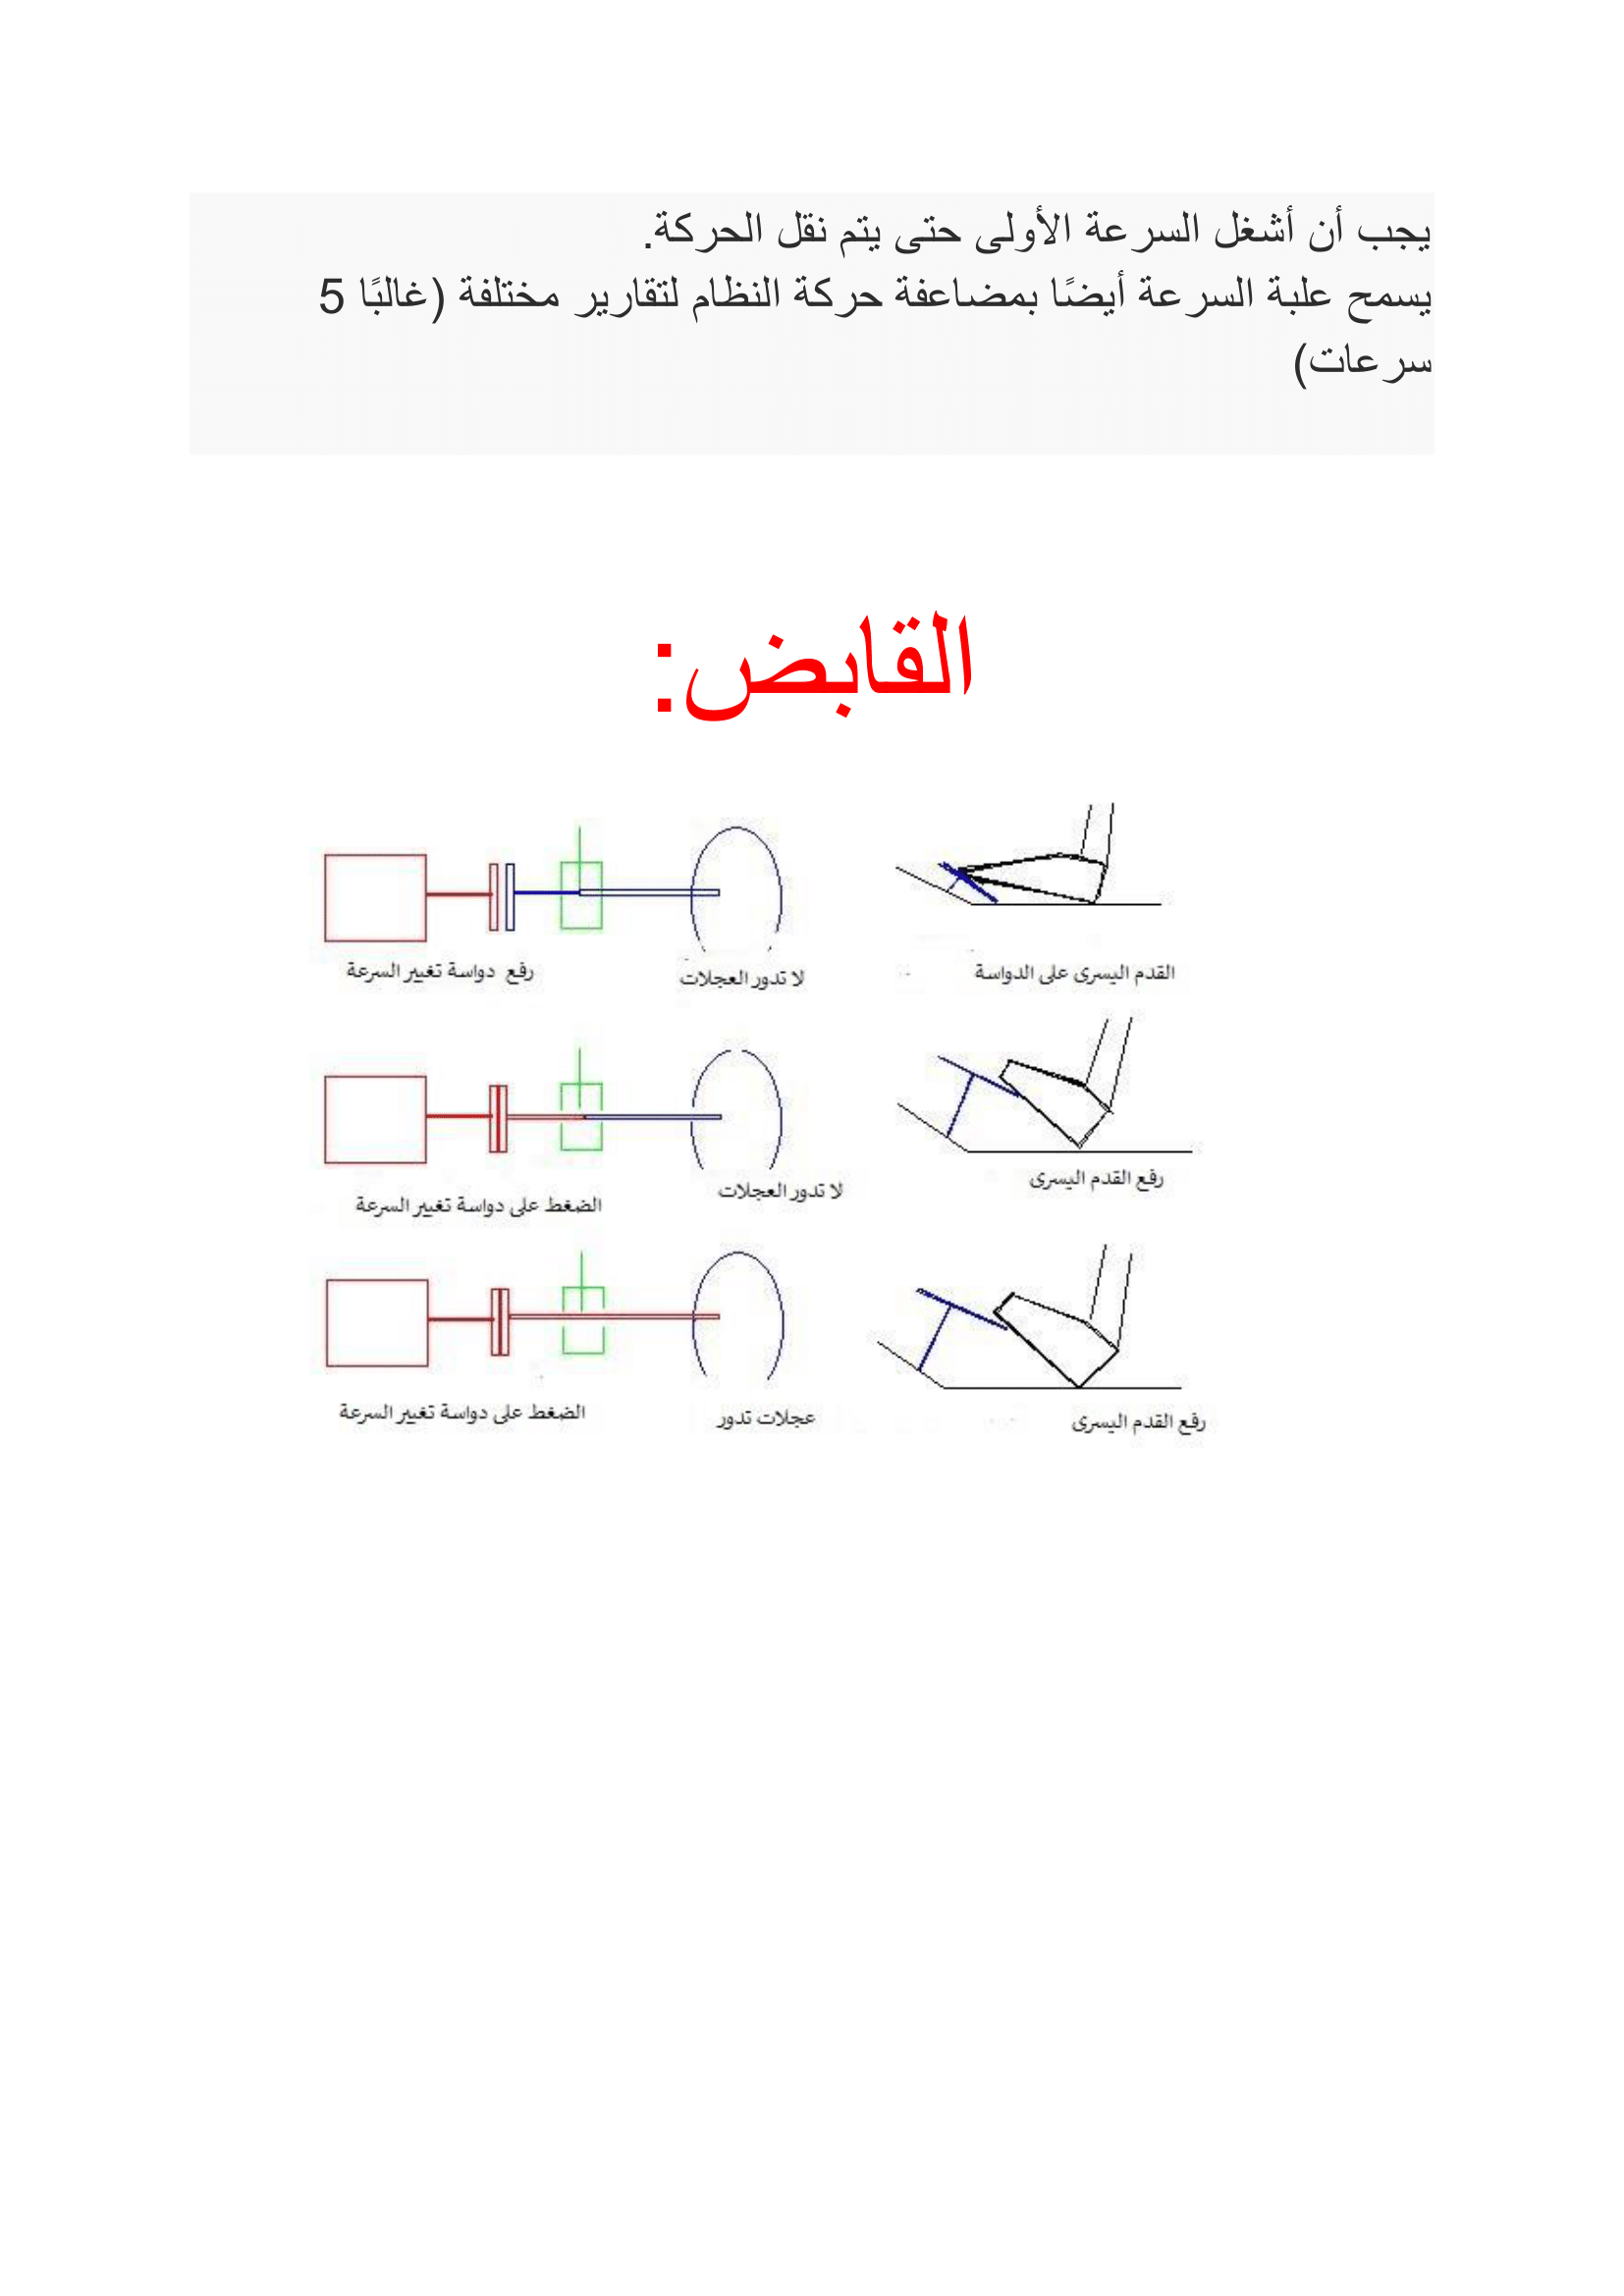 يجب أن أشغل السرعة الأولى حتى يتم نقل الحركة.
يسمح علبة السرعة أيضًا بمضاعفة حركة النظام لتقارير مختلفة (غالبًا 5
سرعات)
القابض:
القدم اليسرى على الدواسة
لا تدور العجلات
رفع دواسة تغيير السرعة
رفع القدم اليسرى
لا تدور العجلات
الضغط على دواسة تغيير السرعة
رفع القدم اليسرى
عجلات تدور
الضغط على دواسة تغيير السرعة